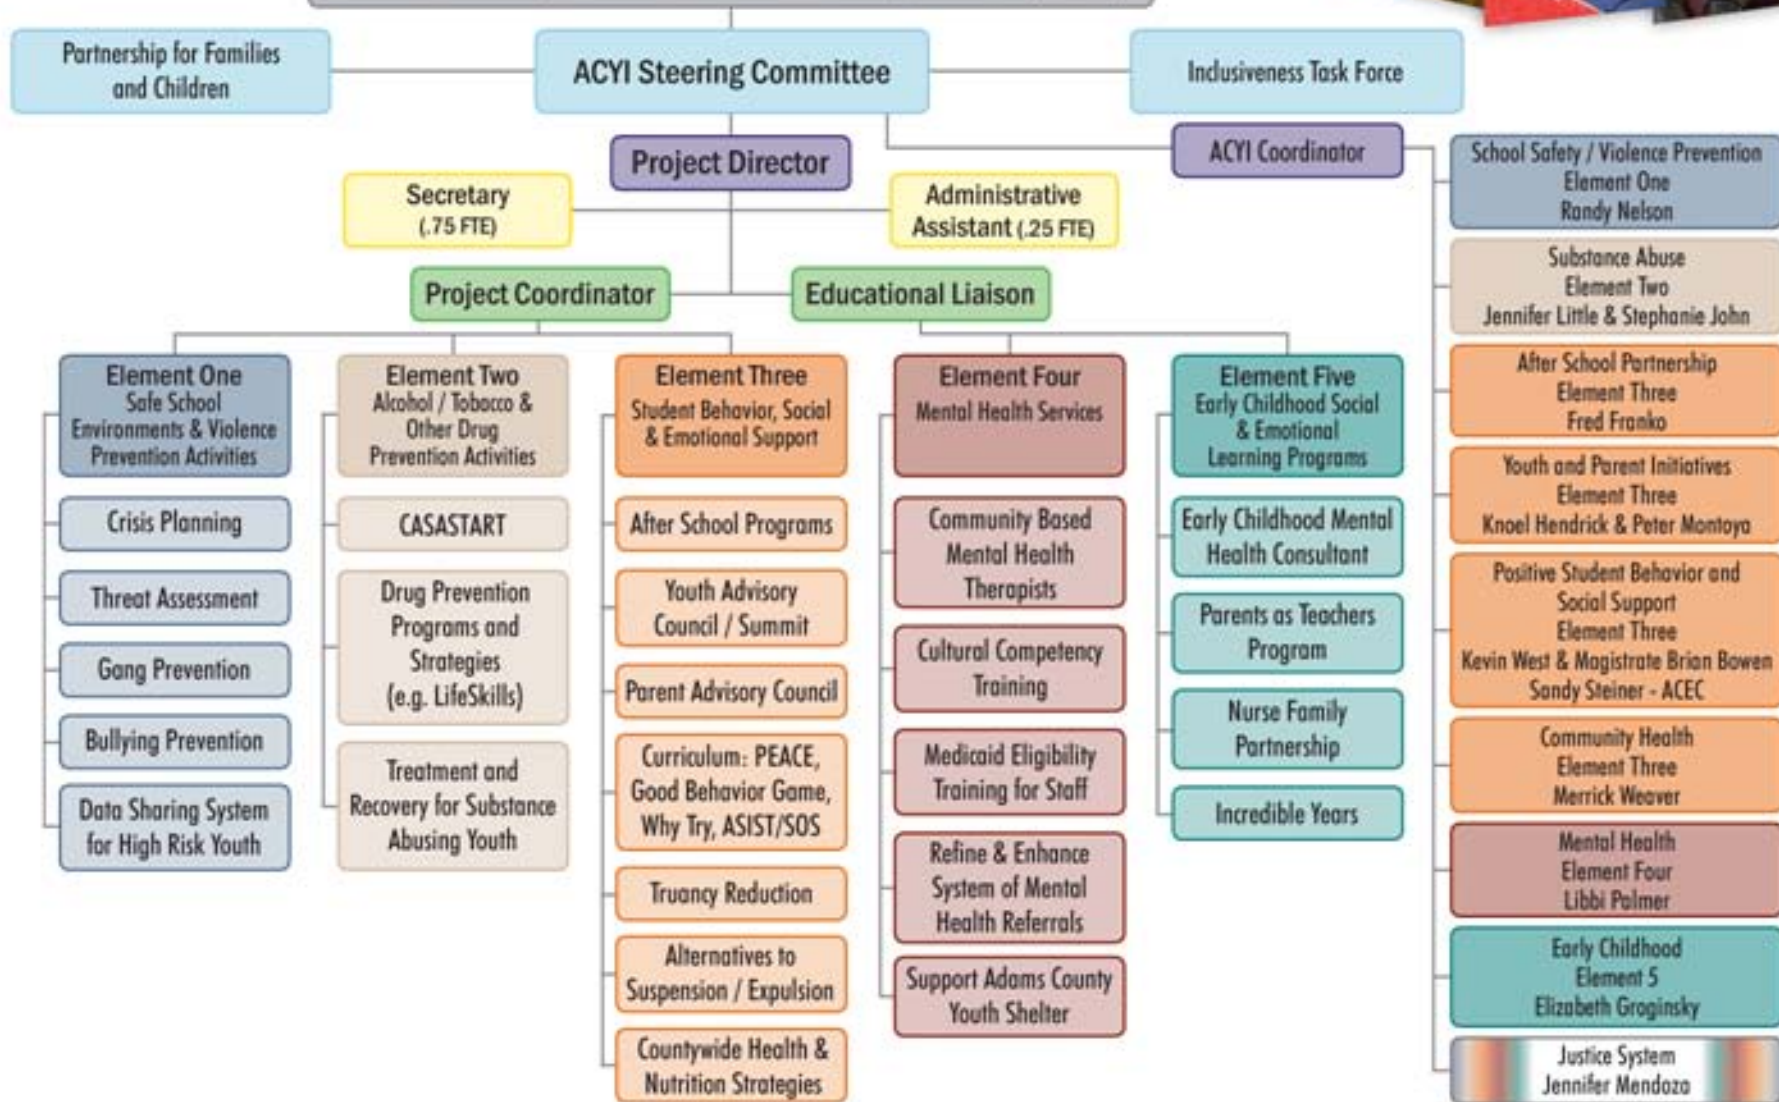 Partnership for Families
and Children
ACYI Steering Committee
Inclusiveness Task Force
Project Director
ACYI Coordinator
Secretary
(.75 FTE)
Administrative
Assistant (.25 FTE)
Project Coordinator
Educational Liaison
Element One
Safe School
Environments & Violence
Prevention Activities
Crisis Planning
Threat Assessment
Gang Prevention
Bullying Prevention
Data Sharing System
for High Risk Youth
Element Two
Alcohol / Tobacco &
Other Drug
Prevention Activities
CASASTART
Drug Prevention
Programs and
Strategies
(e.g. LifeSkills)
Treatment and
Recovery for Substance
Abusing Youth
Element Three
Student Behavior, Social
& Emotional Support
After School Programs
Youth Advisory
Council / Summit
Parent Advisory Council
Curriculum: PEACE,
Good Behavior Game,
Why Try, ASIST/SOS
Truancy Reduction
Alternatives to
Suspension / Expulsion
Countywide Health &
Nutrition Strategies
Element Four
Mental Health Services
Community Based
Mental Health
Therapists
Cultural Competency
Training
Medicaid Eligibility
Training for Staff
Refine & Enhance
System of Mental
Health Referrals
Support Adams County
Youth Shelter
Element Five
Early Childhood Social
& Emotional
Learning Programs
Early Childhood Mental
Health Consultant
Parents as Teachers
Program
Nurse Family
Partnership
Incredible Years
School Safety / Violence Prevention
Element One
Randy Nelson
Substance Abuse
Element Two
Jennifer Little & Stephanie John
After School Partnership
Element Three
Fred Franko
Youth and Parent Initiatives
Element Three
Knoel Hendrick & Peter Montoya
Positive Student Behavior and
Social Support
Element Three
Kevin West & Magistrate Brian Bowen
Sandy Steiner - ACEC
Community Health
Element Three
Merrick Weaver
Mental Health
Element Four
Libbi Palmer
Early Childhood
Element 5
Elizabeth Groginsky
Justice System
Jennifer Mendoza